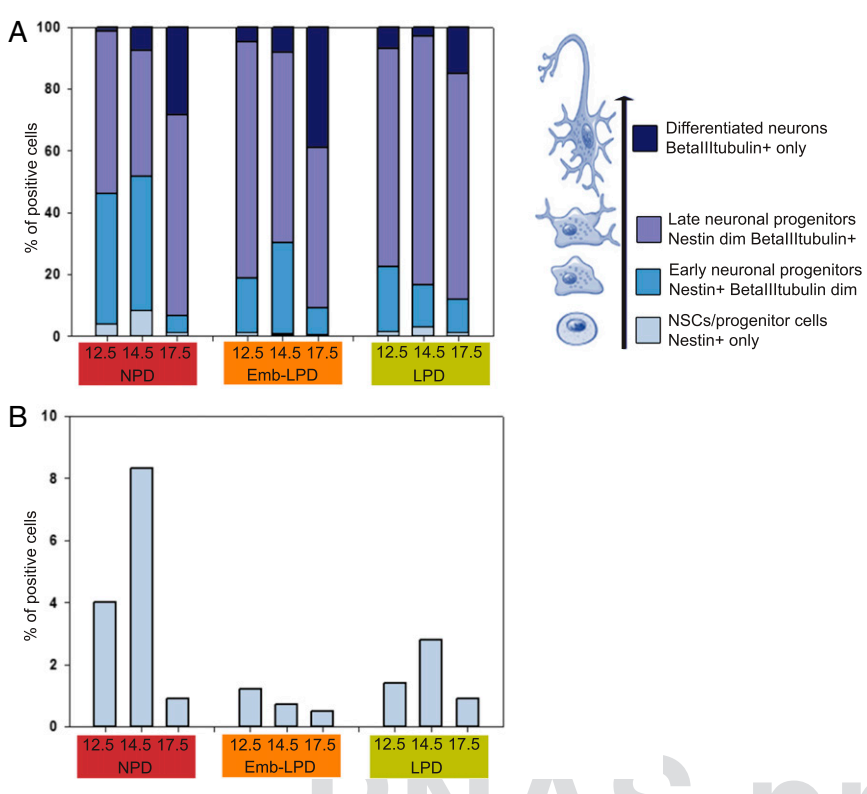 A
100
80
60
40
20
0
% of positive cells
12.5 14.5 17.5
NPD
12.5 14.5 17.5
Emb-LPD
12.5 14.5 17.5
LPD
Differentiated neurons
BetaIIItubulin+ only
Late neuronal progenitors
Nestin dim BetaIIItubulin+
Early neuronal progenitors
Nestin+ BetaIIItubulin dim
NSCs/progenitor cells
Nestin+ only
B
10
8
6
4
2
0
% of positive cells
12.5 14.5 17.5
NPD
12.5 14.5 17.5
Emb-LPD
12.5 14.5 17.5
LPD